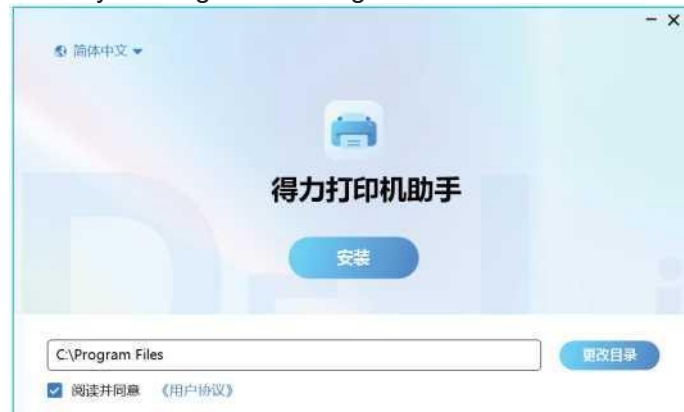 简体中文
得力打印机助手
安装
C:\Program Files
更改目录
阅读并同意 《用户协议》